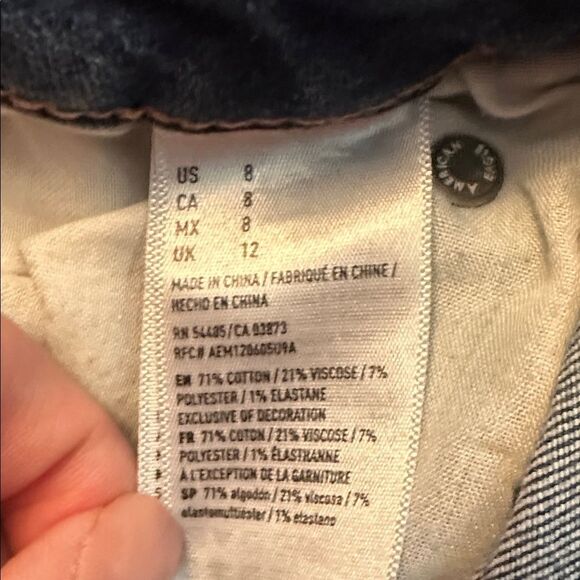 US 8
CA 8
MX 8
UK 12
MADE IN CHINA / FABRIQUÉ EN CHINE /
HECHO EN CHINA
RN 54485/CA 03873
RFC# AEM120605U9A
EN 71% COTTON / 21% VISCOSE / 7%
POLYESTER / 1% ELASTANE
EXCLUSIVE OF DECORATION
FR 71% COTON / 21% VISCOSE / 7%
POLYESTER / 1% ÉLASTHANNE
À L'EXCEPTION DE LA GARNITURE
SP 71% algodón / 21% viscosa / 7%
/ 1% elastano
AMERICAN